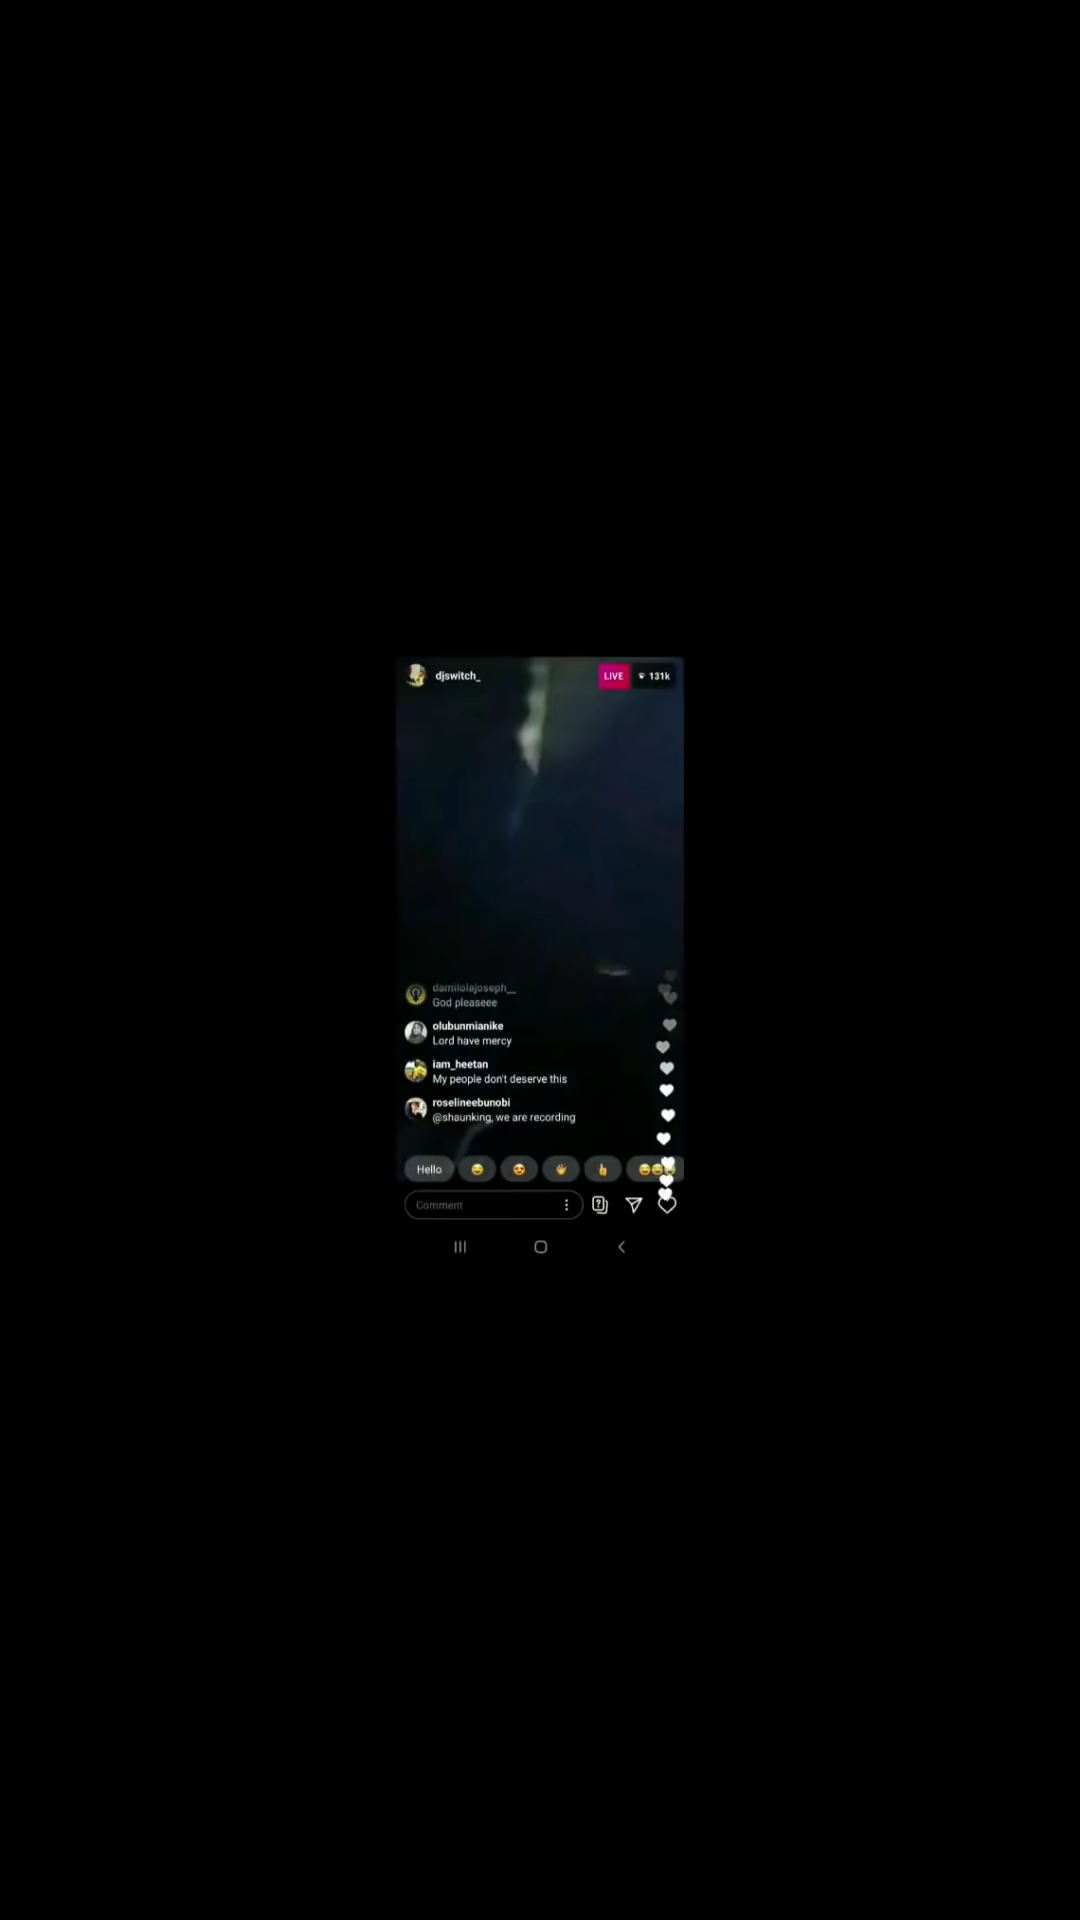 djswitch_
LIVE 131k
damilolajoseph__
God pleaseee
olubunmianike
Lord have mercy
iam_heetan
My people don't deserve this
roselineebunobi
@shaunking, we are recording
Hello
Comment